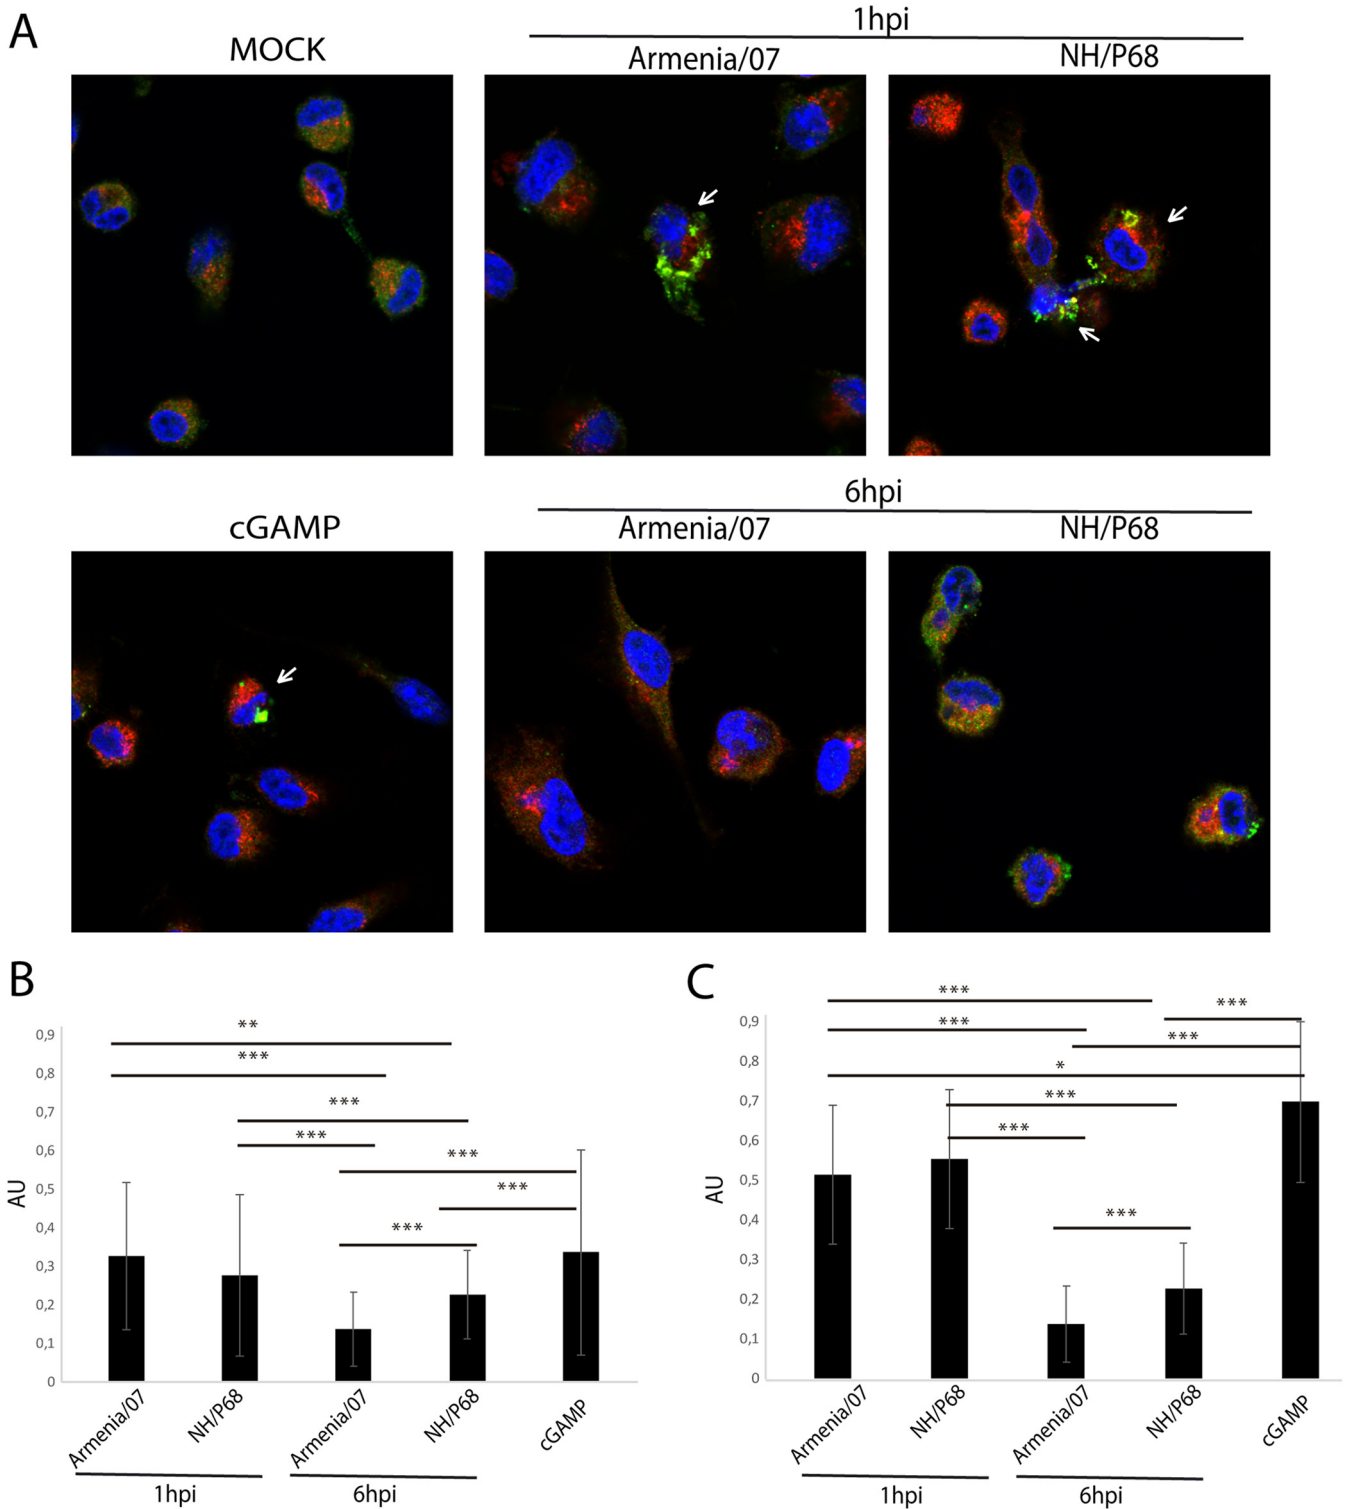 A
1hpi
MOCK
Armenia/07
NH/P68
6hpi
cGAMP
Armenia/07
NH/P68
B
**
***
***
***
***
***
***
0,9
0,8
0,7
0,6
0,5
0,4
0,3
0,2
0,1
0
AU
Armenia/07
NH/P68
Armenia/07
NH/P68
cGAMP
1hpi
6hpi
C
***
***
***
***
*
***
***
***
0,9
0,8
0,7
0,6
0,5
0,4
0,3
0,2
0,1
0
AU
Armenia/07
NH/P68
Armenia/07
NH/P68
cGAMP
1hpi
6hpi